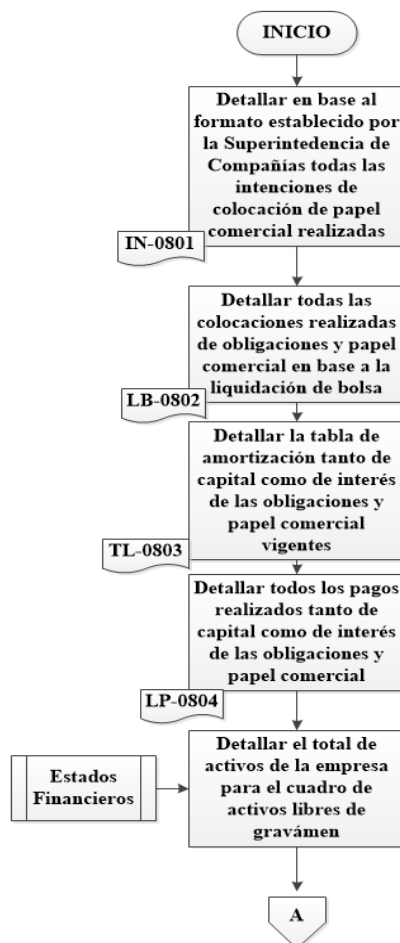 INICIO
Detallar en base al
formato establecido por
la Superintedencia de
Compañías todas las
intenciones de
colocación de papel
comercial realizadas
IN-0801
Detallar todas las
colocaciones realizadas
de obligaciones y papel
comercial en base a la
liquidación de bolsa
LB-0802
Detallar la tabla de
amortización tanto de
capital como de interés
de las obligaciones y
papel comercial
vigentes
TL-0803
Detallar todos los pagos
realizados tanto de
capital como de interés
de las obligaciones y
papel comercial
LP-0804
Detallar el total de
activos de la empresa
para el cuadro de
activos libres de
gravámen
Estados
Financieros
A